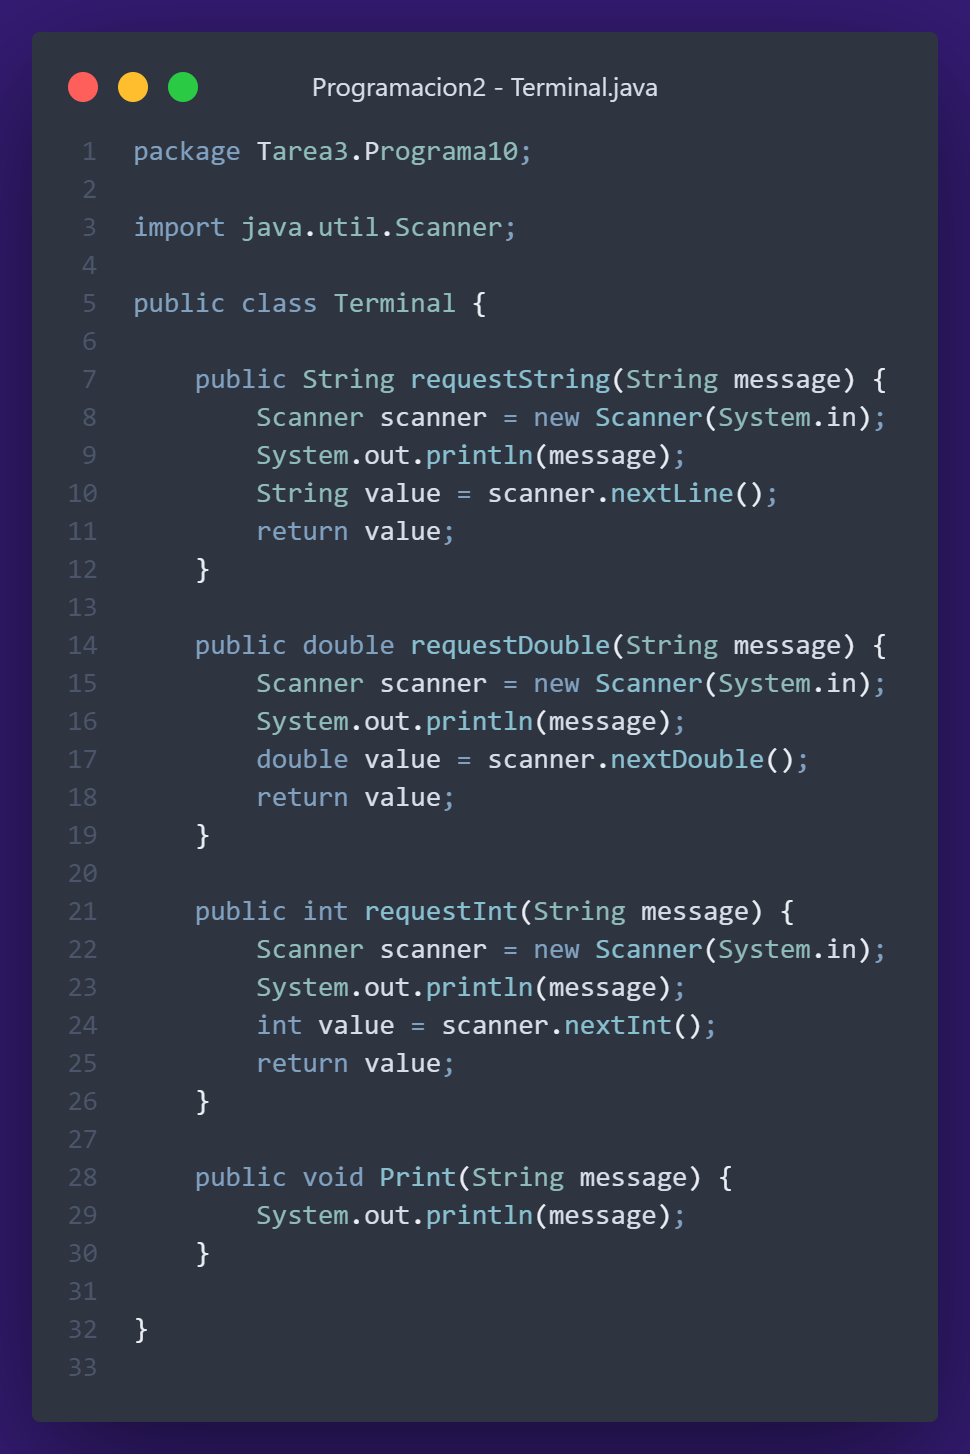 Programacion2 - Terminal.java
1 package Tarea3.Programa10;
2
3 import java.util.Scanner;
4
5 public class Terminal {
6
7     public String requestString(String message) {
8         Scanner scanner = new Scanner(System.in);
9         System.out.println(message);
10         String value = scanner.nextLine();
11         return value;
12     }
13
14     public double requestDouble(String message) {
15         Scanner scanner = new Scanner(System.in);
16         System.out.println(message);
17         double value = scanner.nextDouble();
18         return value;
19     }
20
21     public int requestInt(String message) {
22         Scanner scanner = new Scanner(System.in);
23         System.out.println(message);
24         int value = scanner.nextInt();
25         return value;
26     }
27
28     public void Print(String message) {
29         System.out.println(message);
30     }
31
32 }
33